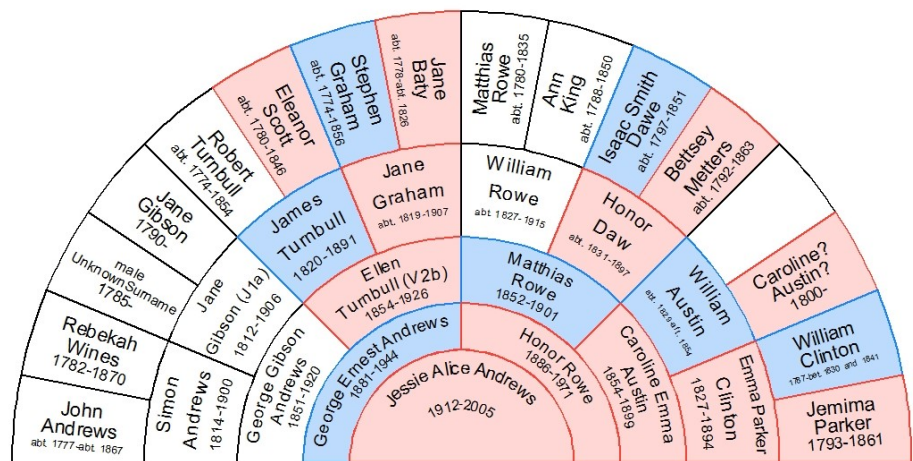 John
Andrews
abt. 1777-abt. 1867
Rebekah
Wines
1782-1870
male
UnknownSurname
1785-
Jane
Gibson
1790-
Robert
Turnbull
abt. 1774-1854
Eleanor
Scott
abt. 1780-1846
Stephen
Graham
abt. 1774-1856
Jane
Baty
abt. 1778-abt. 1826
Matthias
Rowe
abt. 1780-1835
Ann
King
abt. 1788-1850
Isaac Smith
Dawe
abt. 1797-1851
Bettsey
Metters
abt. 1792-1863
Caroline?
Austin?
1800-
William
Clinton
1787-bet. 1830 and 1841
Jemima
Parker
1793-1861
Simon
Andrews
1814-1900
Jane
Gibson (J1a)
1812-1906
James
Turnbull
1820-1891
Jane
Graham
abt. 1819-1907
William
Rowe
abt 1827-1915
Honor
Daw
abt. 1831-1897
William
Austin
abt. 1829-aft. 1854
Emma Parker
Clinton
1827-1894
George Gibson
Andrews
1851-1920
Ellen
Turnbull (V2b)
1854-1926
Matthias
Rowe
1852-1901
Caroline Emma
Austin
1854-1899
George Ernest Andrews
1881-1944
Honor Rowe
1886-1971
Jessie Alice Andrews
1912-2005